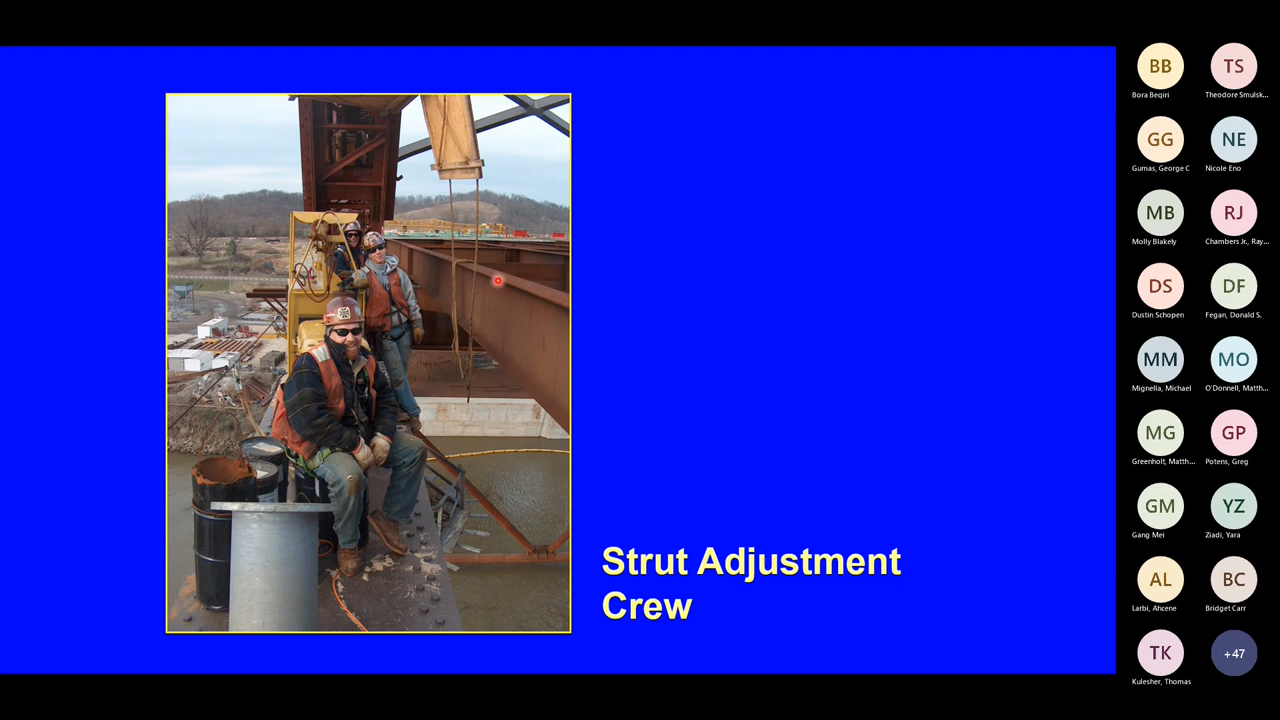 Strut Adjustment
Crew
BB
Bora Beqiri
TS
Theodore Smulsk...
GG
Gumas, George C
NE
Nicole Eno
MB
Molly Blakely
RJ
Chambers Jr., Ray...
DS
Dustin Schopen
DF
Fegan, Donald S.
MM
Mignella, Michael
MO
O'Donnell, Matth...
MG
Greenholt, Matth...
GP
Potens, Greg
GM
Gang Mei
YZ
Ziadi, Yara
AL
Larbi, Ahcene
BC
Bridget Carr
TK
Kulesher, Thomas
+47